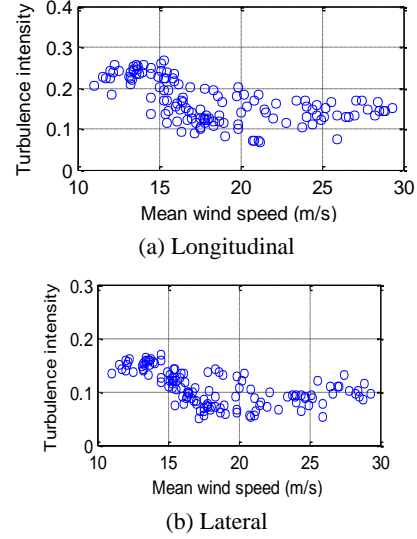 0.4
0.3
0.2
0.1
0
Turbulence intensity
10 15 20 25 30
Mean wind speed (m/s)
(a) Longitudinal
0.3
0.2
0.1
0
Turbulence intensity
10 15 20 25 30
Mean wind speed (m/s)
(b) Lateral